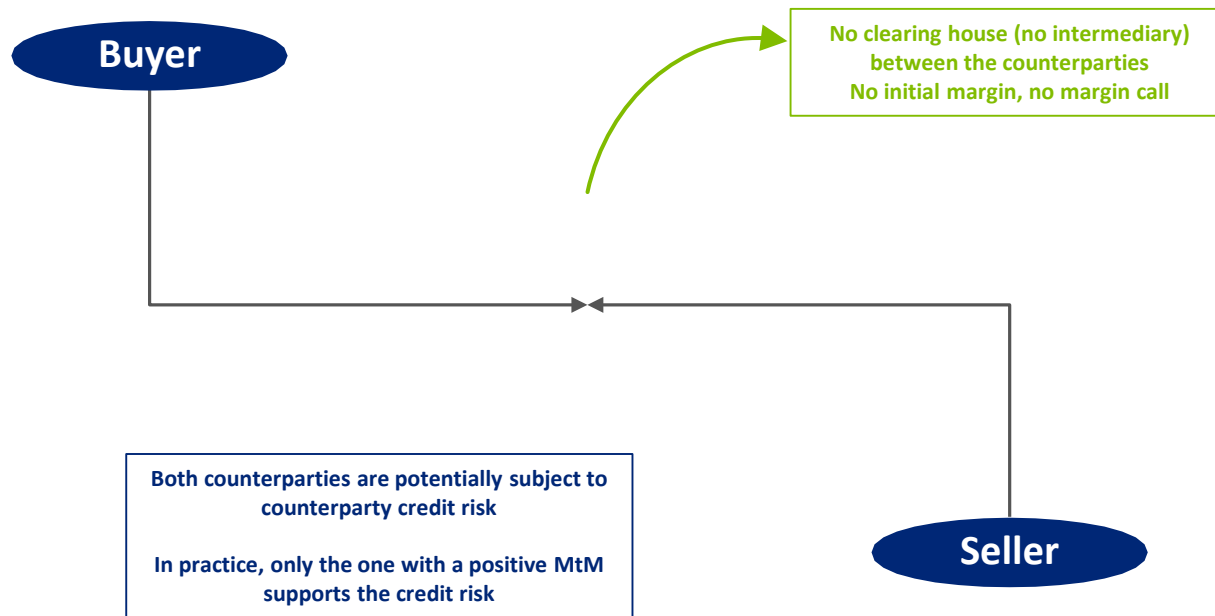 Buyer
No clearing house (no intermediary)
between the counterparties
No initial margin, no margin call
Both counterparties are potentially subject to
counterparty credit risk
In practice, only the one with a positive MtM
supports the credit risk
Seller